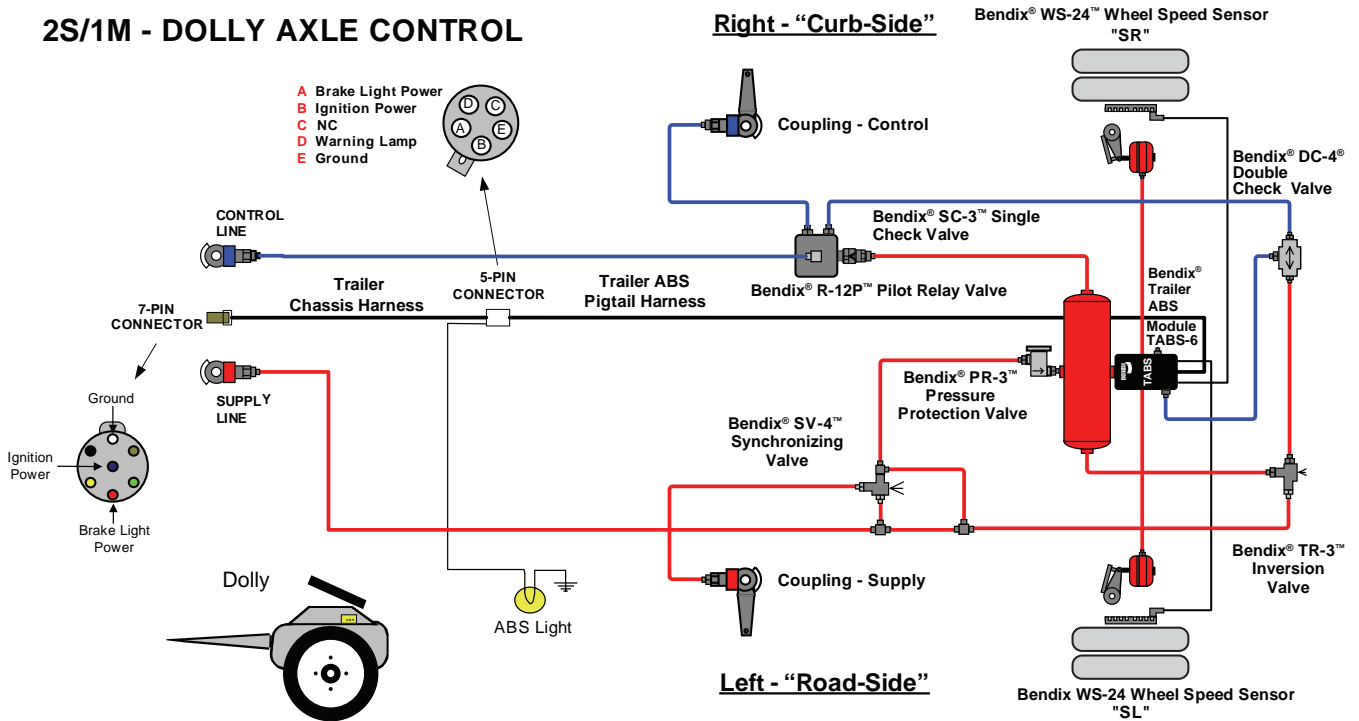 2S/1M - DOLLY AXLE CONTROL
Right - “Curb-Side”
Bendix® WS-24™ Wheel Speed Sensor
"SR"
A Brake Light Power
B Ignition Power
C NC
D Warning Lamp
E Ground
D
C
A
E
B
Coupling - Control
Bendix® DC-4®
Double
Check Valve
CONTROL
LINE
Bendix® SC-3™ Single
Check Valve
Trailer
Chassis Harness
5-PIN
CONNECTOR
Trailer ABS
Pigtail Harness
Bendix® R-12P™ Pilot Relay Valve
Bendix®
Trailer
ABS
Module
TABS-6
7-PIN
CONNECTOR
BENDIX
TABS
SUPPLY
LINE
Bendix® PR-3™
Pressure
Protection Valve
Ground
Ignition
Power
Brake Light
Power
Bendix® SV-4™
Synchronizing
Valve
Bendix® TR-3™
Inversion
Valve
Dolly
ABS Light
Coupling - Supply
Left - “Road-Side”
Bendix WS-24 Wheel Speed Sensor
"SL"